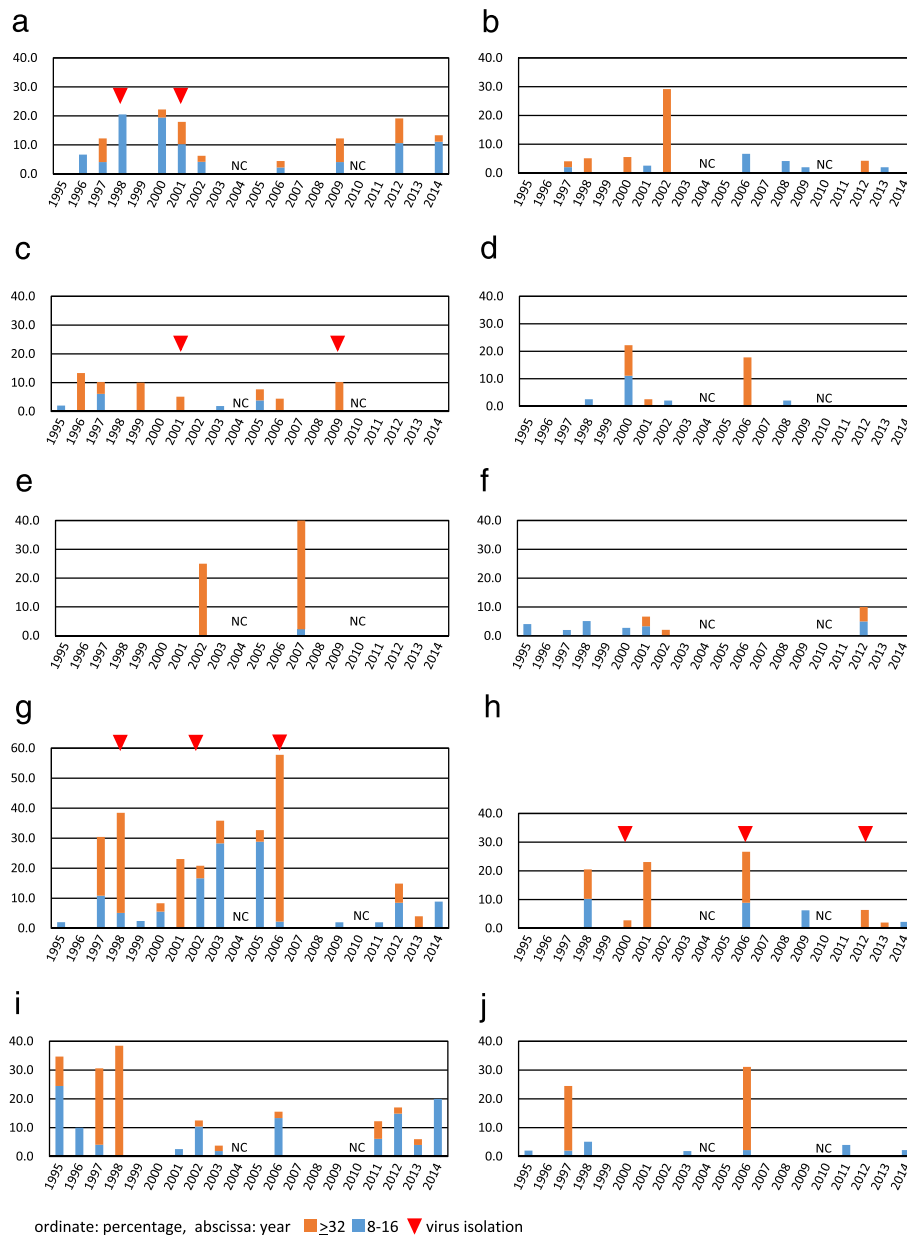 a
40.0
30.0
20.0
10.0
0.0
NC NC
1995 1996 1997 1998 1999 2000 2001 2002 2003 2004 2005 2006 2007 2008 2009 2010 2011 2012 2013 2014
b
40.0
30.0
20.0
10.0
0.0
NC NC
1995 1996 1997 1998 1999 2000 2001 2002 2003 2004 2005 2006 2007 2008 2009 2010 2011 2012 2013 2014
c
40.0
30.0
20.0
10.0
0.0
NC NC
1995 1996 1997 1998 1999 2000 2001 2002 2003 2004 2005 2006 2007 2008 2009 2010 2011 2012 2013 2014
d
40.0
30.0
20.0
10.0
0.0
NC NC
1995 1996 1997 1998 1999 2000 2001 2002 2003 2004 2005 2006 2007 2008 2009 2010 2011 2012 2013 2014
e
40.0
30.0
20.0
10.0
0.0
NC NC
1995 1996 1997 1998 1999 2000 2001 2002 2003 2004 2005 2006 2007 2008 2009 2010 2011 2012 2013 2014
f
40.0
30.0
20.0
10.0
0.0
NC NC
1995 1996 1997 1998 1999 2000 2001 2002 2003 2004 2005 2006 2007 2008 2009 2010 2011 2012 2013 2014
g
60.0
50.0
40.0
30.0
20.0
10.0
0.0
NC NC
1995 1996 1997 1998 1999 2000 2001 2002 2003 2004 2005 2006 2007 2008 2009 2010 2011 2012 2013 2014
h
40.0
30.0
20.0
10.0
0.0
NC NC
1995 1996 1997 1998 1999 2000 2001 2002 2003 2004 2005 2006 2007 2008 2009 2010 2011 2012 2013 2014
i
40.0
30.0
20.0
10.0
0.0
NC NC
1995 1996 1997 1998 1999 2000 2001 2002 2003 2004 2005 2006 2007 2008 2009 2010 2011 2012 2013 2014
j
40.0
30.0
20.0
10.0
0.0
NC NC
1995 1996 1997 1998 1999 2000 2001 2002 2003 2004 2005 2006 2007 2008 2009 2010 2011 2012 2013 2014
ordinate: percentage, abscissa: year ≥32 8-16 virus isolation